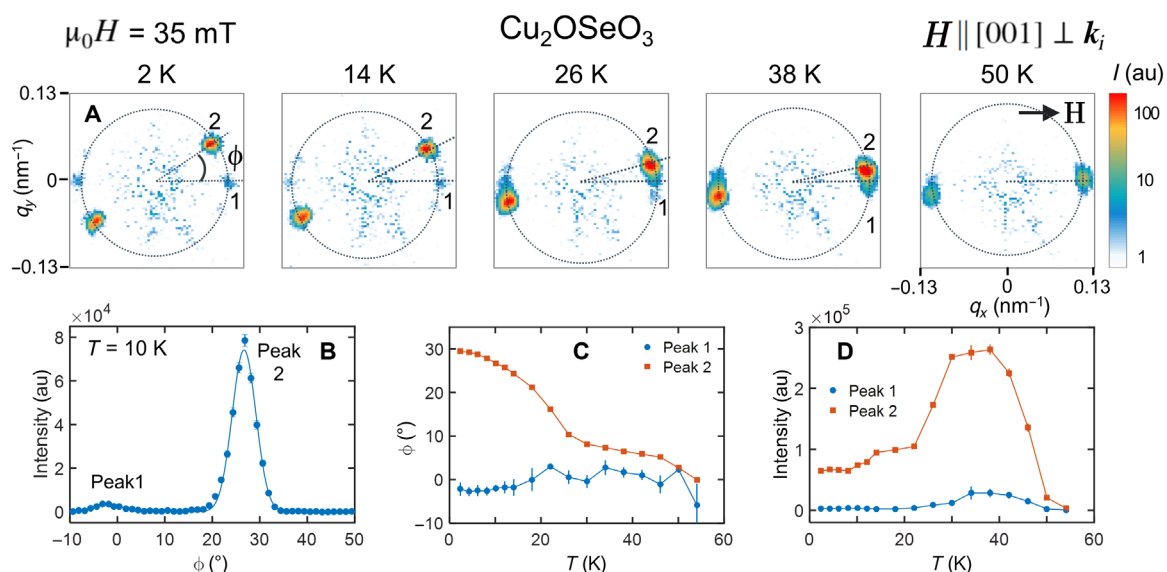 μ₀H = 35 mT
Cu₂OSeO₃
H || [001] ⊥ kᵢ
2 K
14 K
26 K
38 K
50 K
I (au)
0.13
A
2
ϕ
1
2
1
2
1
2
1
H
100
10
1
qy (nm⁻¹)
0
−0.13
−0.13
0
0.13
qx (nm⁻¹)
×10⁴
8
6
4
2
0
Intensity (au)
T = 10 K
B
Peak
2
Peak1
−10
0
10
20
30
40
50
ϕ (°)
30
20
10
0
−10
ϕ (°)
C
Peak 1
Peak 2
0
20
40
60
T (K)
×10⁵
3
2
1
0
Intensity (au)
D
Peak 1
Peak 2
0
20
40
60
T (K)